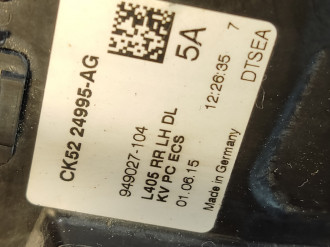 CK52 24995-AG
5A
949027-104
L405 RR LH DL
KV PC ECS
01.06.15
12:26:35 7
Made in Germany
DTSEA